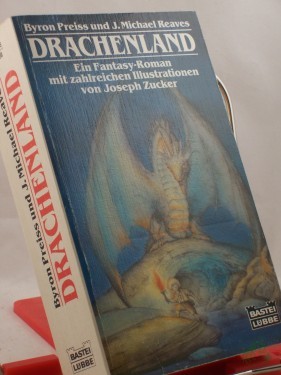 Byron Preiss und J. Michael Reaves
DRACHENLAND
Ein Fantasy-Roman
mit zahlreichen Illustrationen
von Joseph Zucker
BASTEI
LÜBBE
Byron Preiss und J. Michael Reaves
DRACHENLAND
BASTEI
LÜBBE